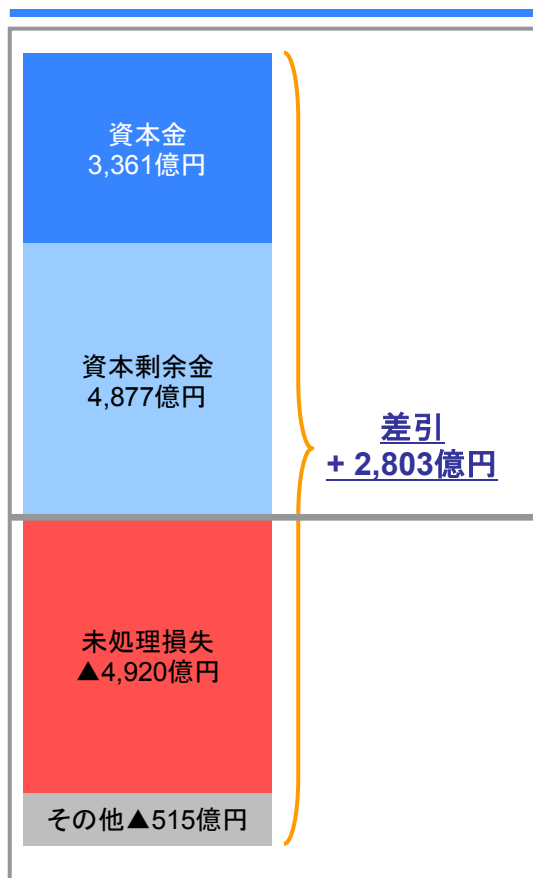 資本金
3,361億円
資本剰余金
4,877億円
差引
+ 2,803億円
未処理損失
▲4,920億円
その他▲515億円